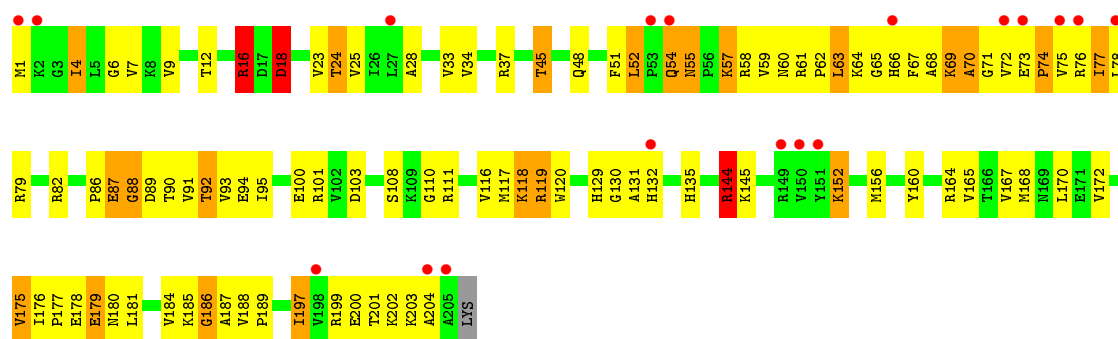 M1 K2 G3 I4 L5 G6 V7 K8 V9 T12 R16 D17 D18 V23 T24 V25 I26 L27 A28 V33 V34 R37 T45 Q48 F51 L52 P53 Q54 N55 P56 K57 R58 V59 N60 R61 P62 L63 K64 G65 H66 F67 A68 K69 A70 G71 V72 E73 P74 V75 R76 I77 L78
R79 R82 P86 E87 G88 D89 T90 V91 T92 V93 E94 I95 E100 R101 V102 D103 S108 K109 G110 R111 V116 M117 K118 R119 W120 H129 G130 A131 H132 H135 R144 K145 R149 V150 Y151 K152 M156 Y160 R164 V165 T166 V167 M168 N169 L170 E171 V172
V175 I176 P177 E178 E179 N180 L181 V184 K185 G186 A187 V188 P189 I197 V198 R199 E200 T201 K202 K203 A204 A205 LYS